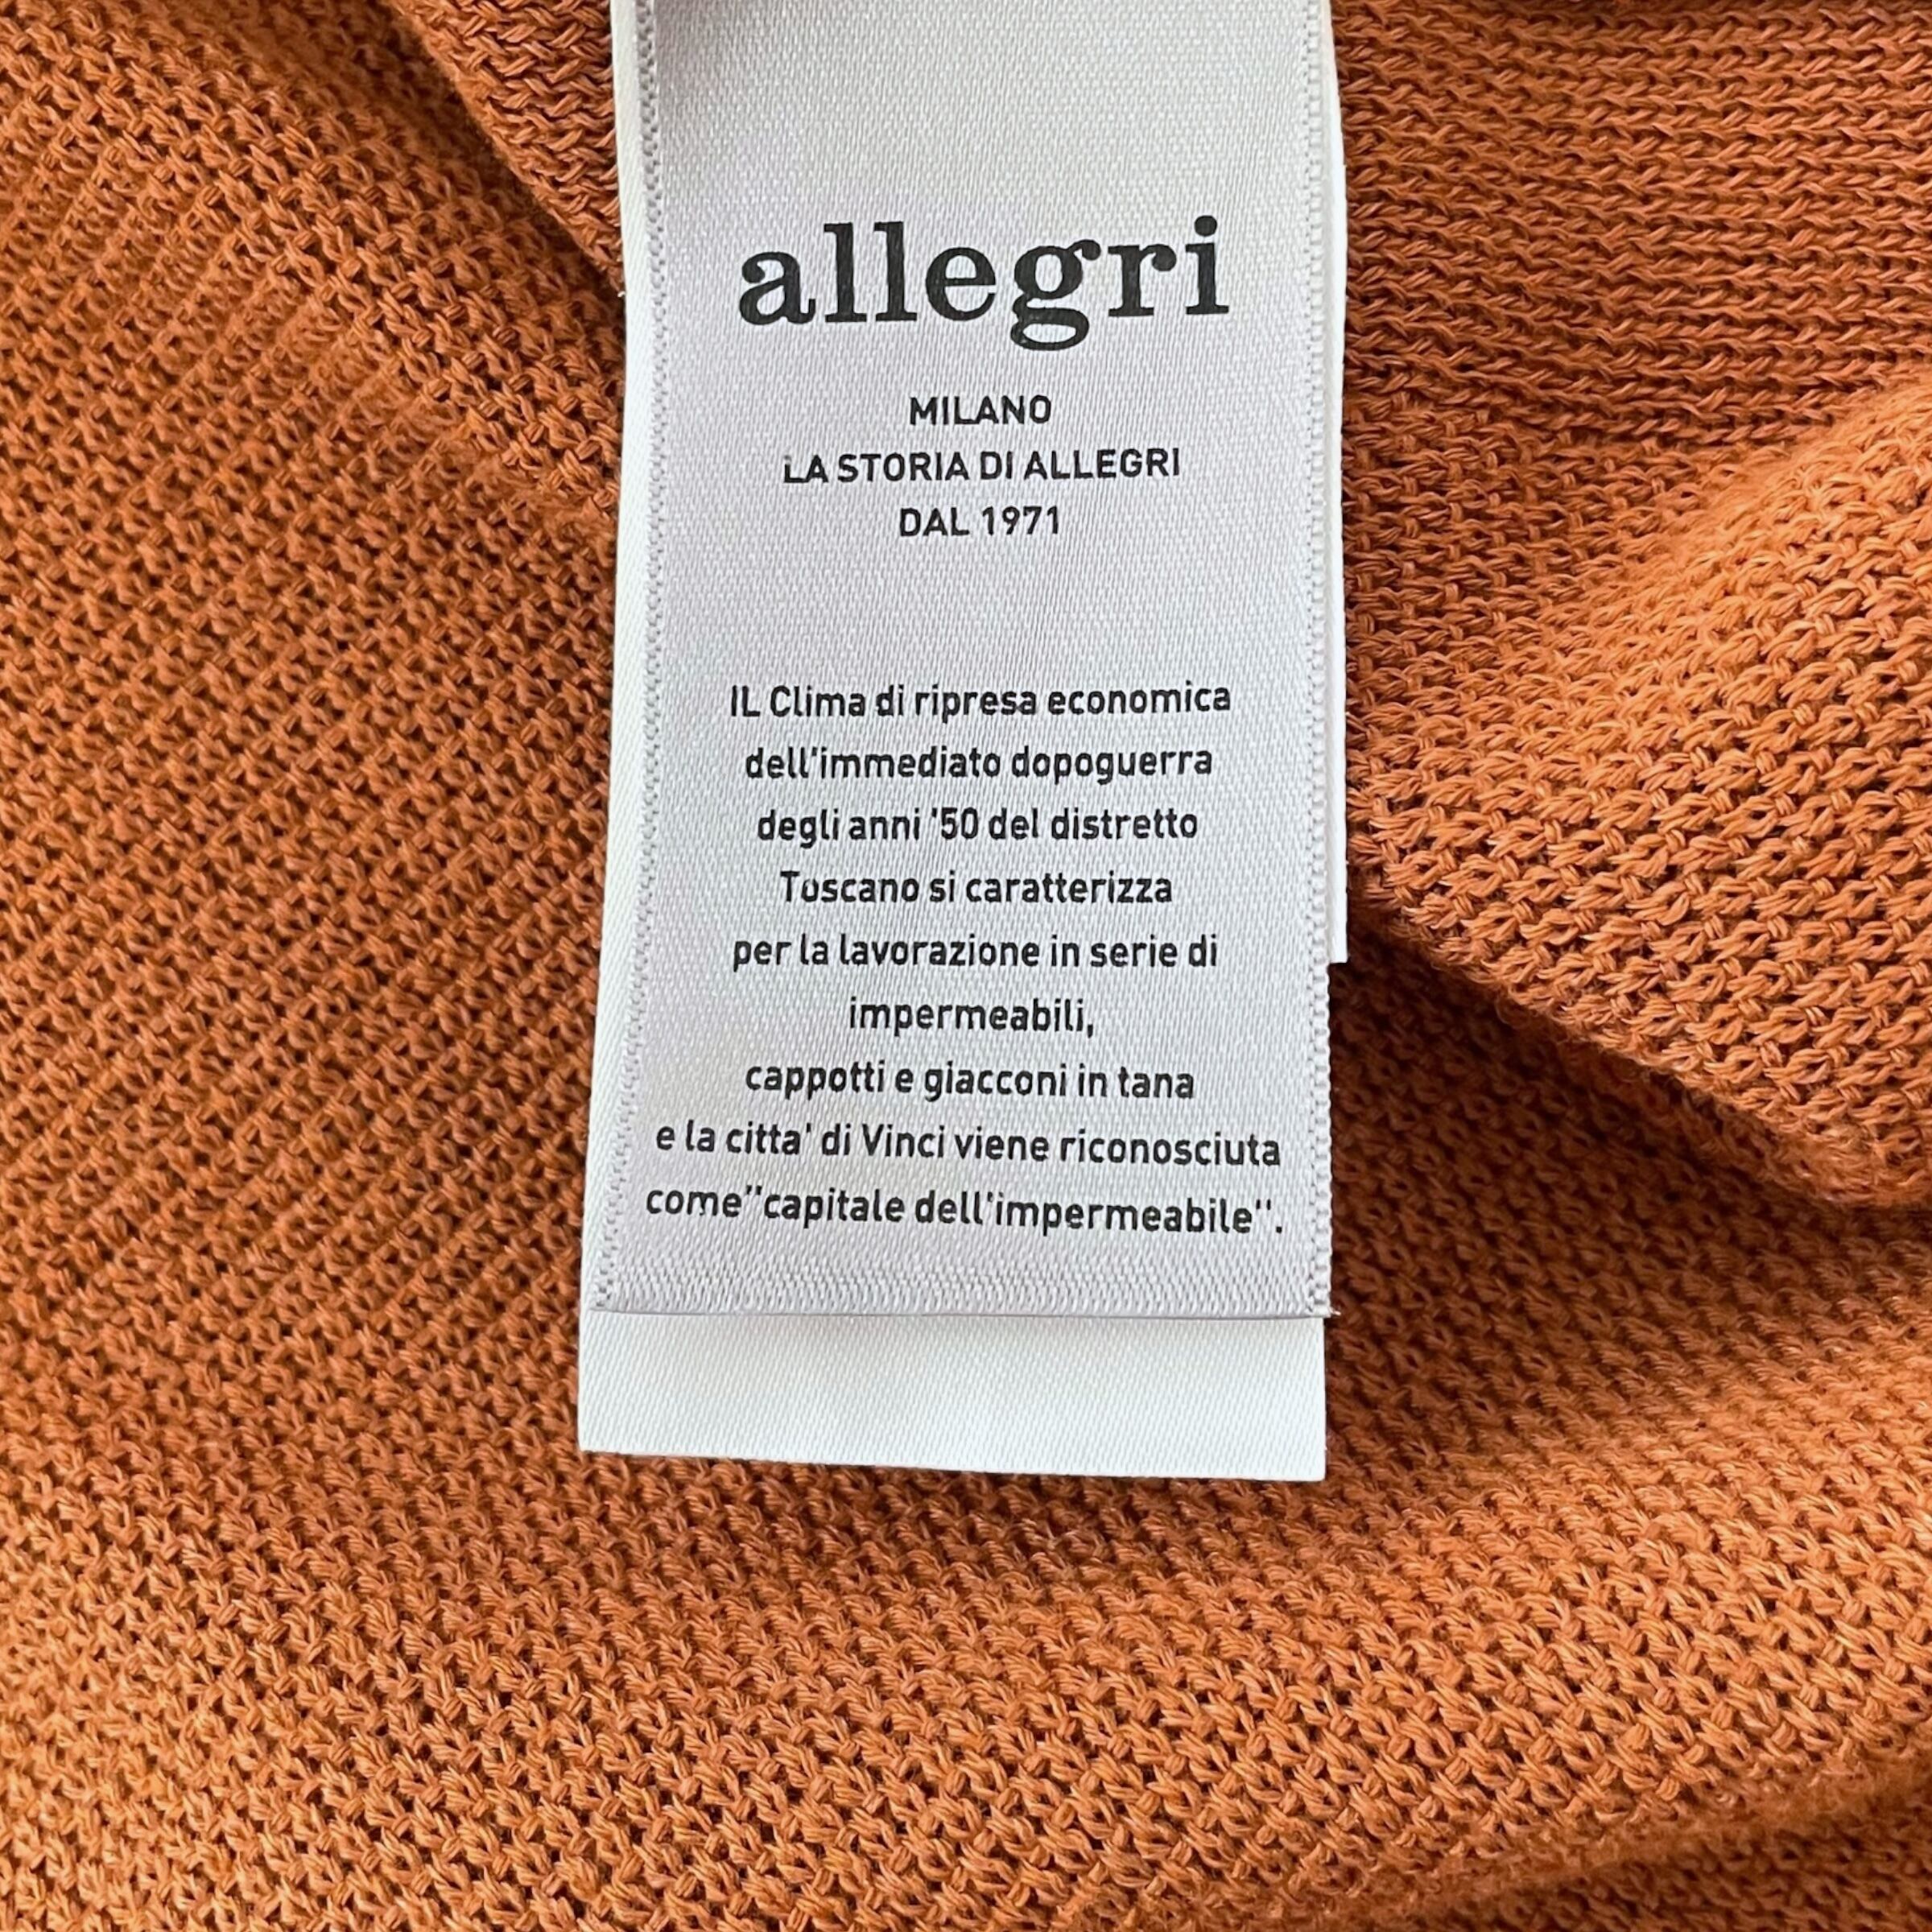 allegri
MILANO
LA STORIA DI ALLEGRI
DAL 1971
IL Clima di ripresa economica
dell'immediato dopoguerra
degli anni '50 del distretto
Toscano si caratterizza
per la lavorazione in serie di
impermeabili,
cappotti e giacconi in tana
e la citta' di Vinci viene riconosciuta
come"capitale dell'impermeabile".